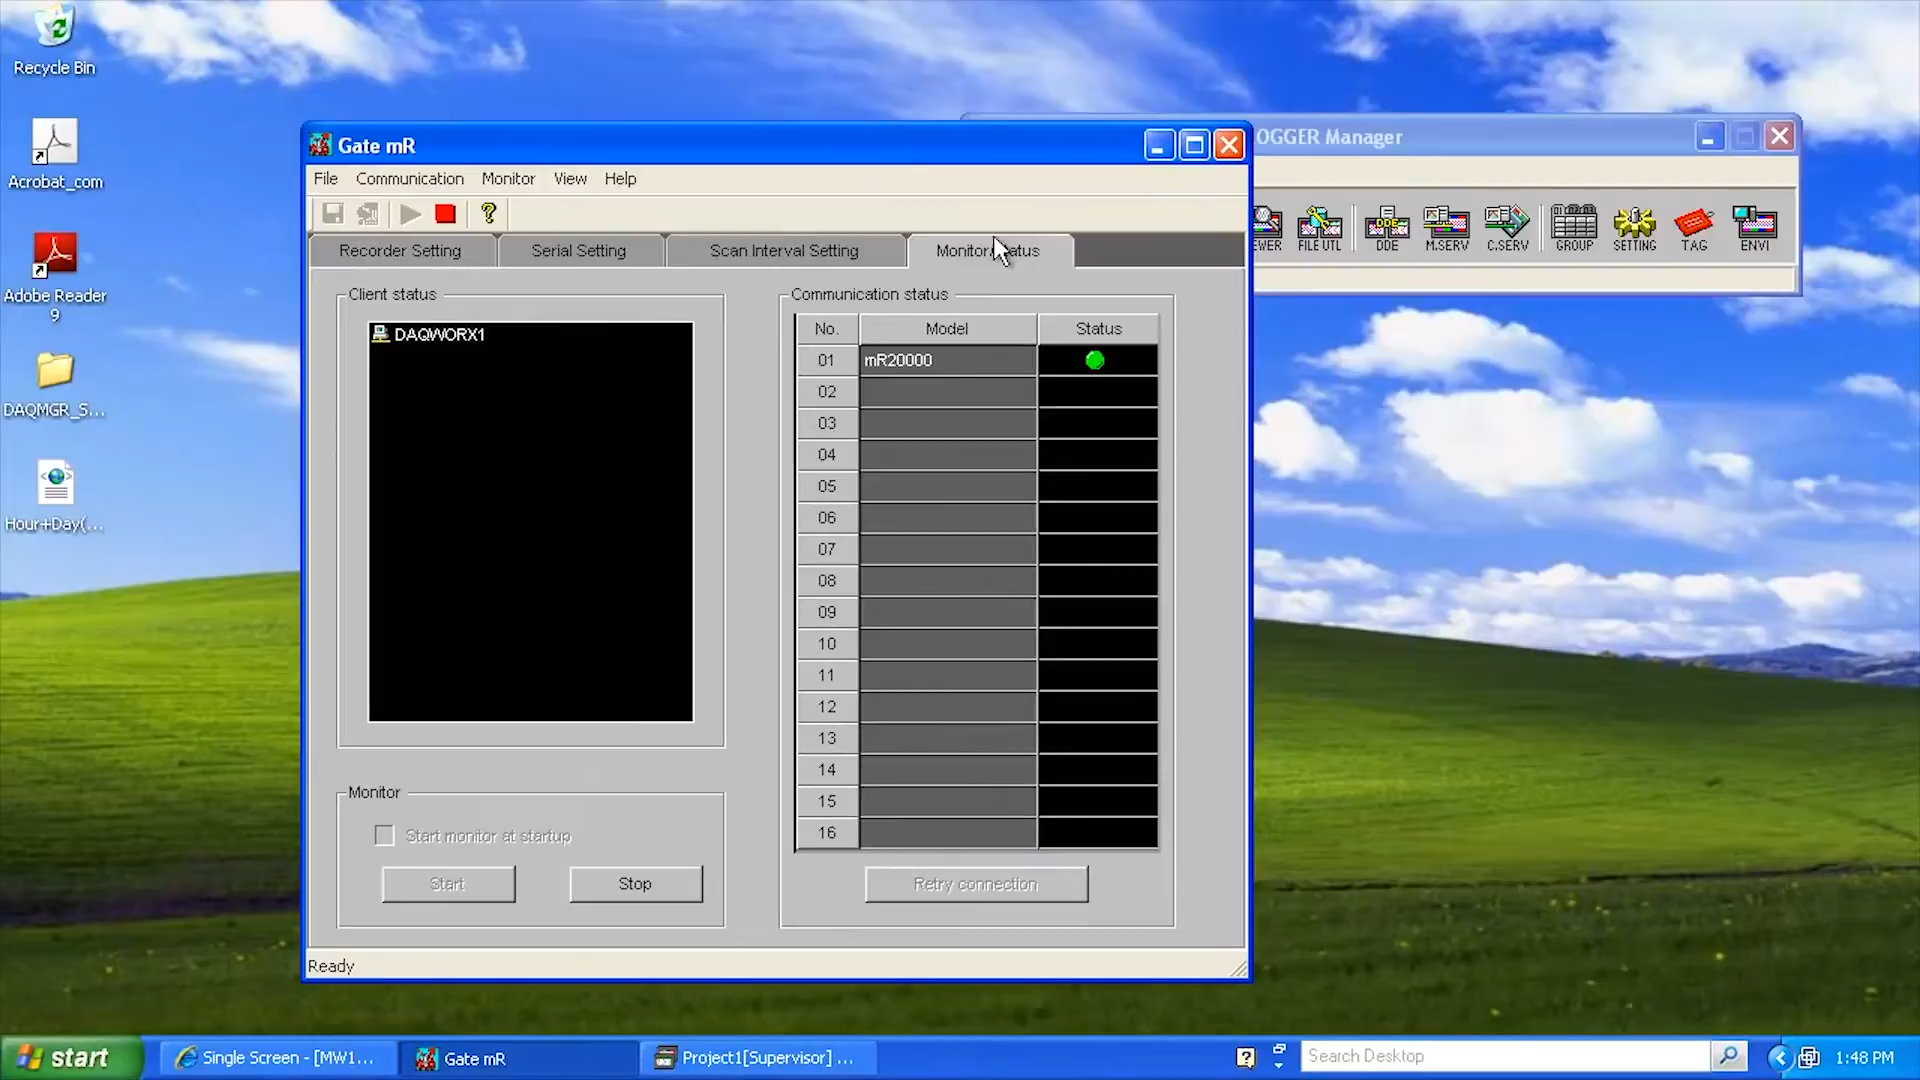 Recycle Bin
Acrobat_com
Adobe Reader
9
DAQMGR_S...
Hour+Day(...
Gate mR
File Communication Monitor View Help
Recorder Setting Serial Setting Scan Interval Setting
Client status
DAQWORX1
Communication status
No. Model Status
01 mR20000
02
03
04
05
06
07
08
09
10
11
12
13
14
15
16
Monitor
Start monitor at startup
Start Stop
Retry connection
Ready
OGGER Manager
EWER FILE UTL DDE M.SERV C.SERV GROUP SETTING TAG ENVI
DDE
start
Single Screen - [MW1...
Gate mR
Project1[Supervisor] ...
Search Desktop
1:48 PM